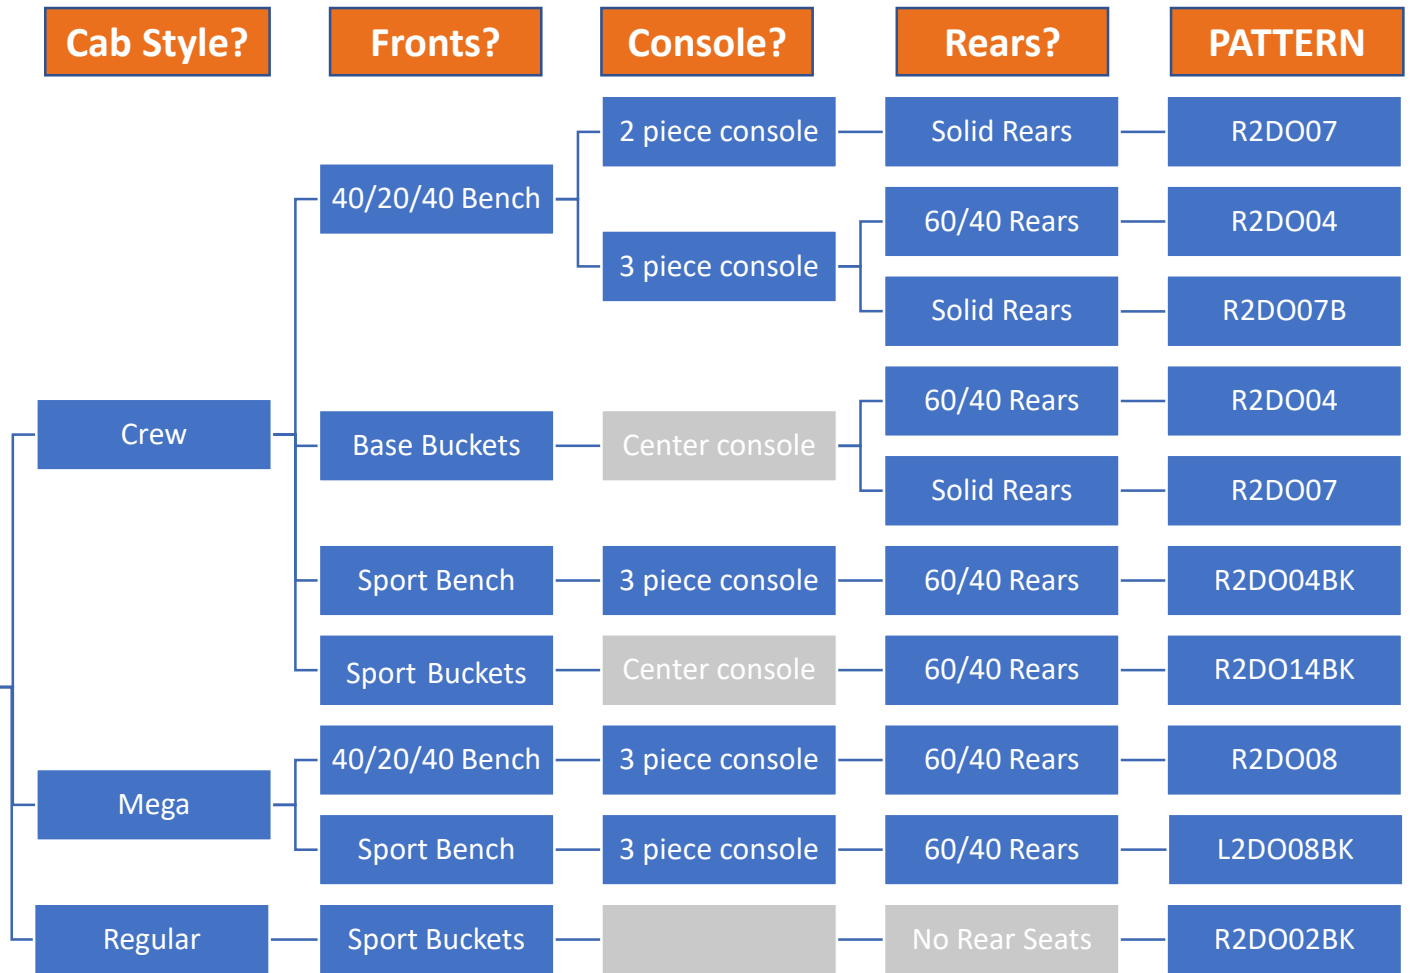 Cab Style?
Fronts?
Console?
Rears?
PATTERN
2 piece console
Solid Rears
R2DO07
40/20/40 Bench
60/40 Rears
R2DO04
3 piece console
Solid Rears
R2DO07B
60/40 Rears
R2DO04
Crew
Base Buckets
Center console
Solid Rears
R2DO07
Sport Bench
3 piece console
60/40 Rears
R2DO04BK
Sport Buckets
Center console
60/40 Rears
R2DO14BK
40/20/40 Bench
3 piece console
60/40 Rears
R2DO08
Mega
Sport Bench
3 piece console
60/40 Rears
L2DO08BK
Regular
Sport Buckets
No Rear Seats
R2DO02BK